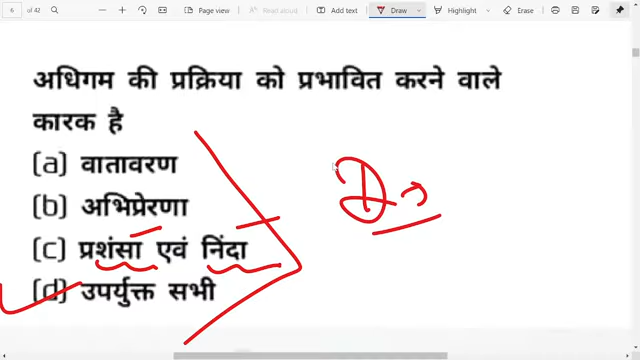 6 of 42 Page view Read aloud Add text Draw Highlight Erase
अधिगम की प्रक्रिया को प्रभावित करने वाले
कारक है
(a) वातावरण
(b) अभिप्रेरणा
(c) प्रशंसा एवं निंदा
(d) उपर्युक्त सभी
D